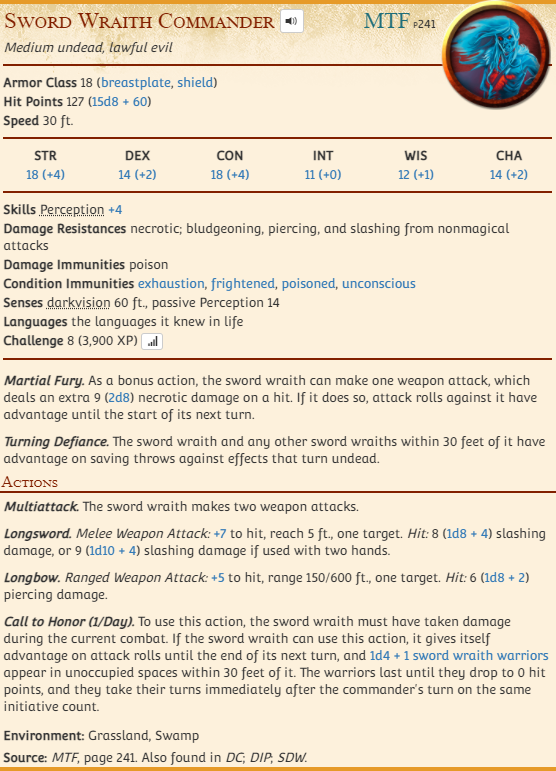 Sword Wraith Commander MTF p241
Medium undead, lawful evil
Armor Class 18 (breastplate, shield)
Hit Points 127 (15d8 + 60)
Speed 30 ft.
STR DEX CON INT WIS CHA
18 (+4) 14 (+2) 18 (+4) 11 (+0) 12 (+1) 14 (+2)
Skills Perception +4
Damage Resistances necrotic; bludgeoning, piercing, and slashing from nonmagical
attacks
Damage Immunities poison
Condition Immunities exhaustion, frightened, poisoned, unconscious
Senses darkvision 60 ft., passive Perception 14
Languages the languages it knew in life
Challenge 8 (3,900 XP)
Martial Fury. As a bonus action, the sword wraith can make one weapon attack, which
deals an extra 9 (2d8) necrotic damage on a hit. If it does so, attack rolls against it have
advantage until the start of its next turn.
Turning Defiance. The sword wraith and any other sword wraiths within 30 feet of it have
advantage on saving throws against effects that turn undead.
Actions
Multiattack. The sword wraith makes two weapon attacks.
Longsword. Melee Weapon Attack: +7 to hit, reach 5 ft., one target. Hit: 8 (1d8 + 4) slashing
damage, or 9 (1d10 + 4) slashing damage if used with two hands.
Longbow. Ranged Weapon Attack: +5 to hit, range 150/600 ft., one target. Hit: 6 (1d8 + 2)
piercing damage.
Call to Honor (1/Day). To use this action, the sword wraith must have taken damage
during the current combat. If the sword wraith can use this action, it gives itself
advantage on attack rolls until the end of its next turn, and 1d4 + 1 sword wraith warriors
appear in unoccupied spaces within 30 feet of it. The warriors last until they drop to 0 hit
points, and they take their turns immediately after the commander's turn on the same
initiative count.
Environment: Grassland, Swamp
Source: MTF, page 241. Also found in DC; DIP; SDW.